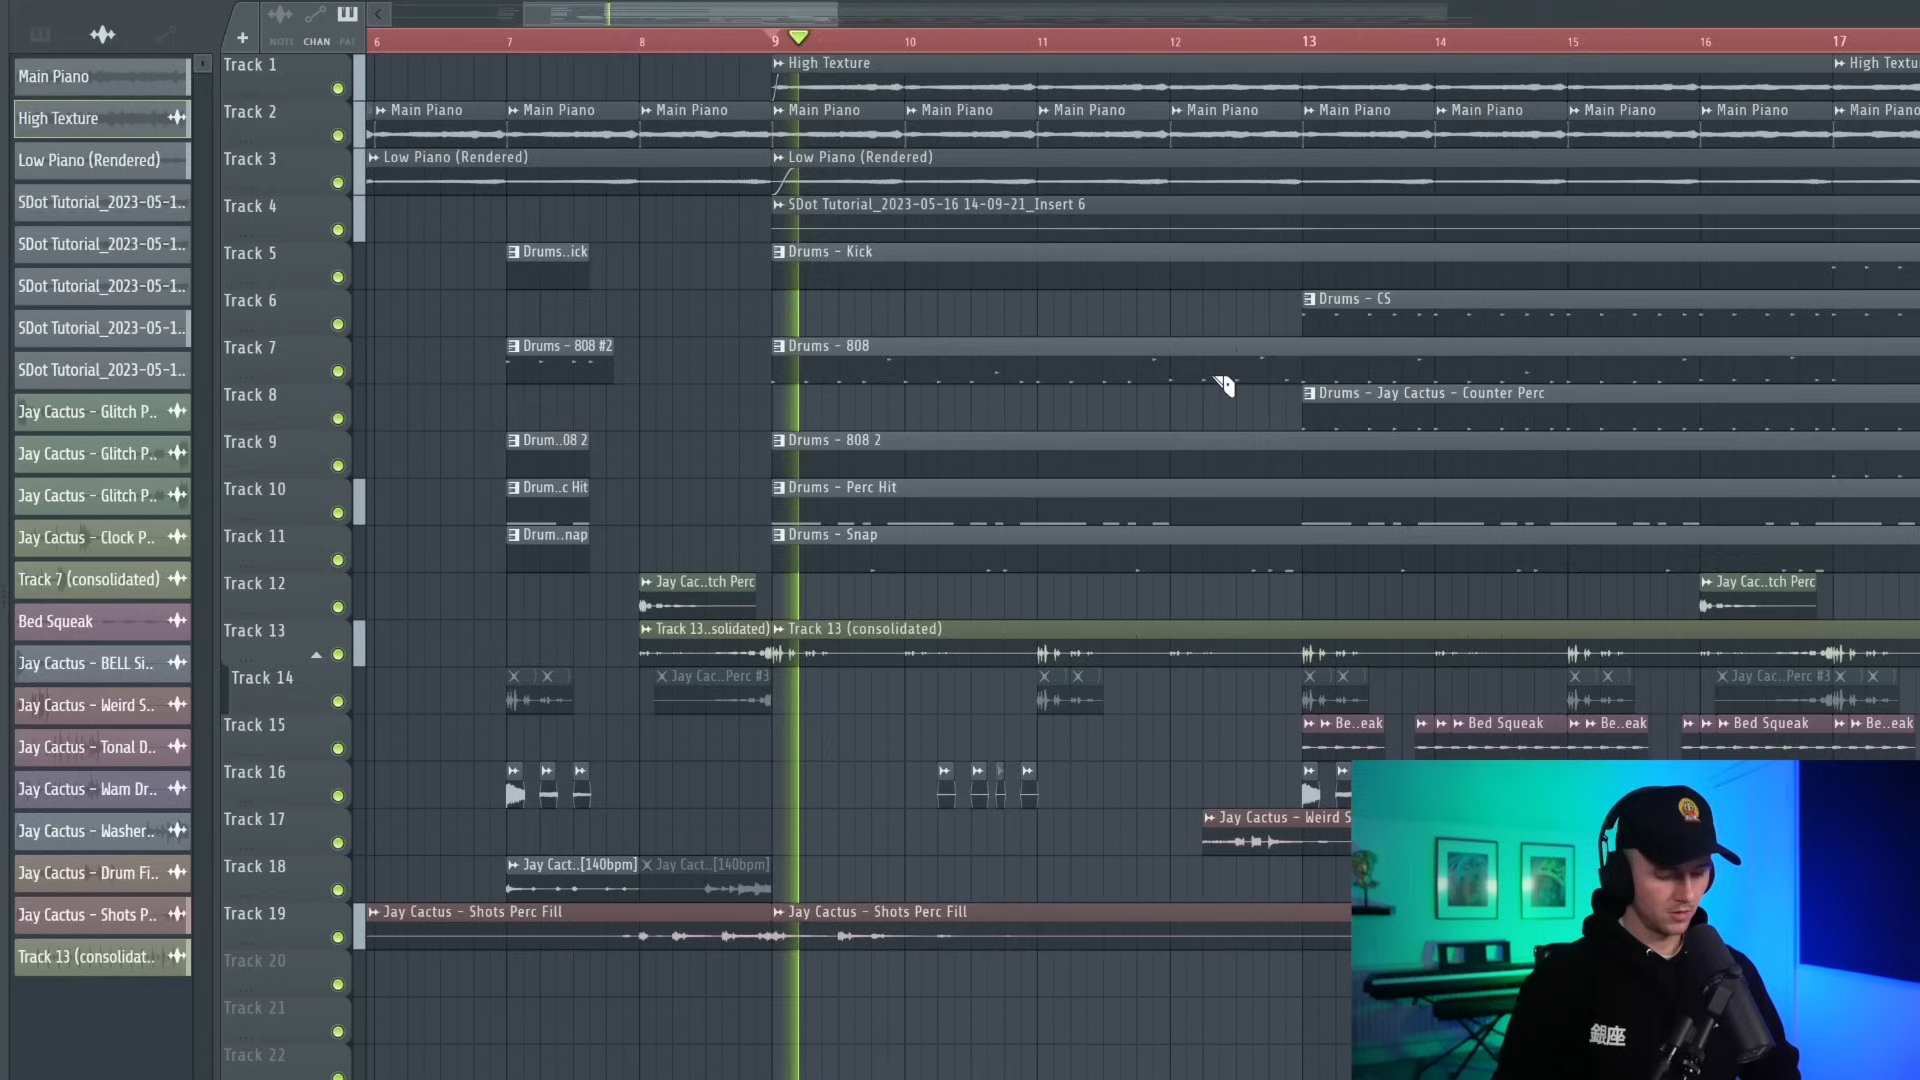 NOTE CHAN PAT
6 7 8 9 10 11 12 13 14 15 16 17
Main Piano
High Texture
Low Piano (Rendered)
SDot Tutorial_2023-05-1..
SDot Tutorial_2023-05-1..
SDot Tutorial_2023-05-1..
SDot Tutorial_2023-05-1..
SDot Tutorial_2023-05-1..
Jay Cactus - Glitch P..
Jay Cactus - Glitch P..
Jay Cactus - Glitch P..
Jay Cactus - Clock P..
Track 7 (consolidated)
Bed Squeak
Jay Cactus - BELL Si..
Jay Cactus - Weird S..
Jay Cactus - Tonal D..
Jay Cactus - Wam Dr..
Jay Cactus - Washer..
Jay Cactus - Drum Fi..
Jay Cactus - Shots P..
Track 13 (consolidat..
Track 1 High Texture High Textu
Track 2 Main Piano Main Piano Main Piano Main Piano Main Piano Main Piano Main Piano Main Piano Main Piano Main Piano Main Piano Main Piano
Track 3 Low Piano (Rendered) Low Piano (Rendered)
Track 4 SDot Tutorial_2023-05-16 14-09-21_Insert 6
Track 5 Drums..ick Drums - Kick
Track 6 Drums - CS
Track 7 Drums - 808 #2 Drums - 808
Track 8 Drums - Jay Cactus - Counter Perc
Track 9 Drum..08 2 Drums - 808 2
Track 10 Drum..c Hit Drums - Perc Hit
Track 11 Drum..nap Drums - Snap
Track 12 Jay Cac..tch Perc Jay Cac..tch Perc
Track 13 Track 13..solidated) Track 13 (consolidated)
Track 14 Jay Cac..Perc #3 Jay Cac..Perc #3
Track 15 Be..eak Bed Squeak Be..eak Bed Squeak Be..eak
Track 16
Track 17 Jay Cactus - Weird S
Track 18 Jay Cact..[140bpm] Jay Cact..[140bpm]
Track 19 Jay Cactus - Shots Perc Fill Jay Cactus - Shots Perc Fill
Track 20
Track 21
Track 22
銀座